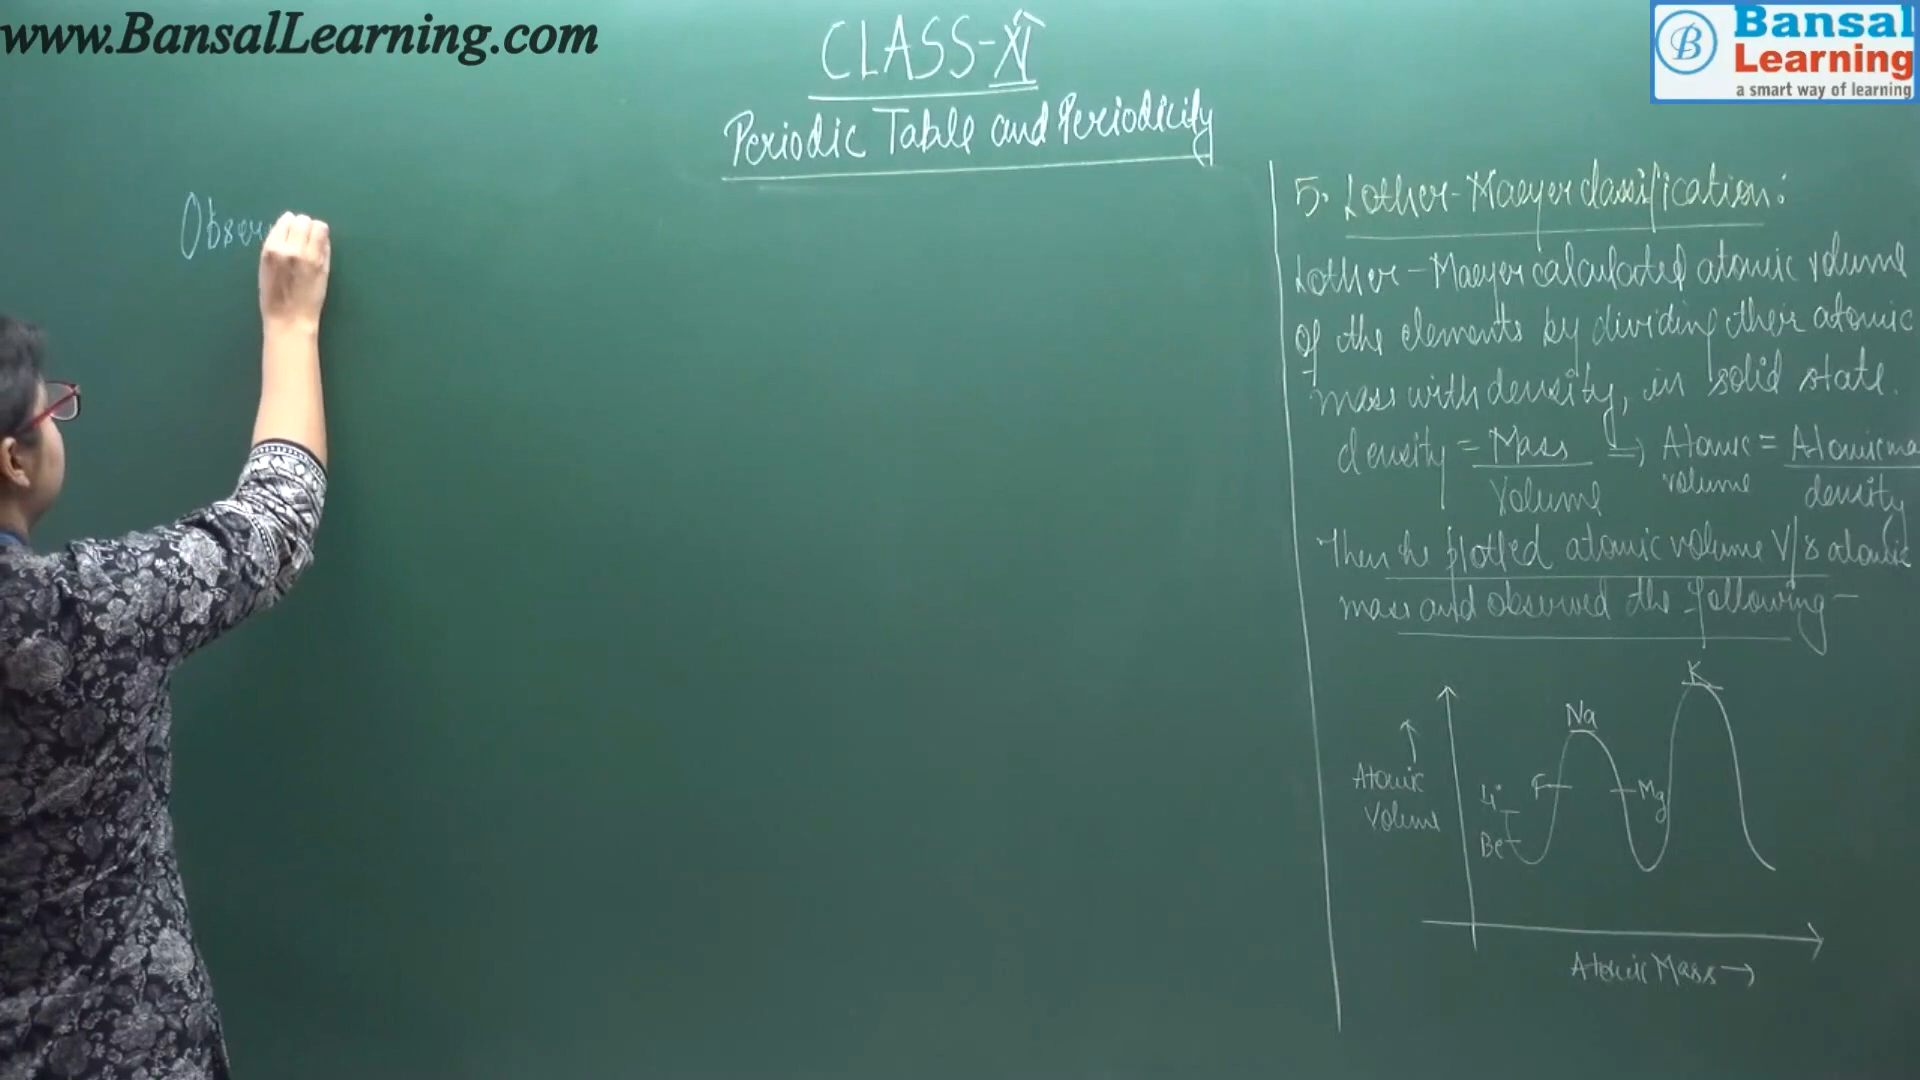 www.BansalLearning.com
CLASS-XI
Bansal
Learning
a smart way of learning
Periodic Table and Periodicity
Obser
5. Lother-Maeyer classification:
Lother-Maeyer calculated atomic volume
of the elements by dividing their atomic
mass with density, in solid state.
density = Mass / Volume ⇒ Atomic volume = Atomic ma / density
Then he plotted atomic volume V/s atomic
mass and observed the following-
K
Na
Atomic
Volume
Li
F
Mg
Be
Atomic Mass →